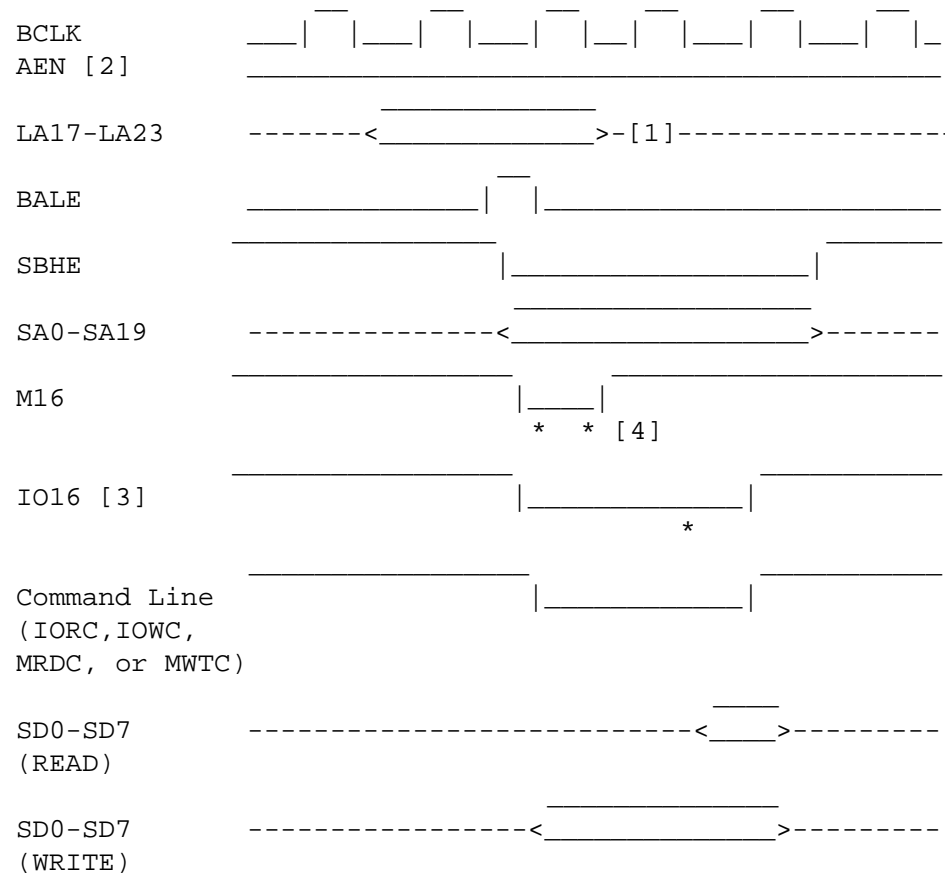 BCLK
AEN [2]
LA17-LA23 -[1]-
BALE
SBHE
SA0-SA19
M16
* * [4]
IO16 [3]
*
Command Line
(IORC,IOWC,
MRDC, or MWTC)
SD0-SD7
(READ)
SD0-SD7
(WRITE)